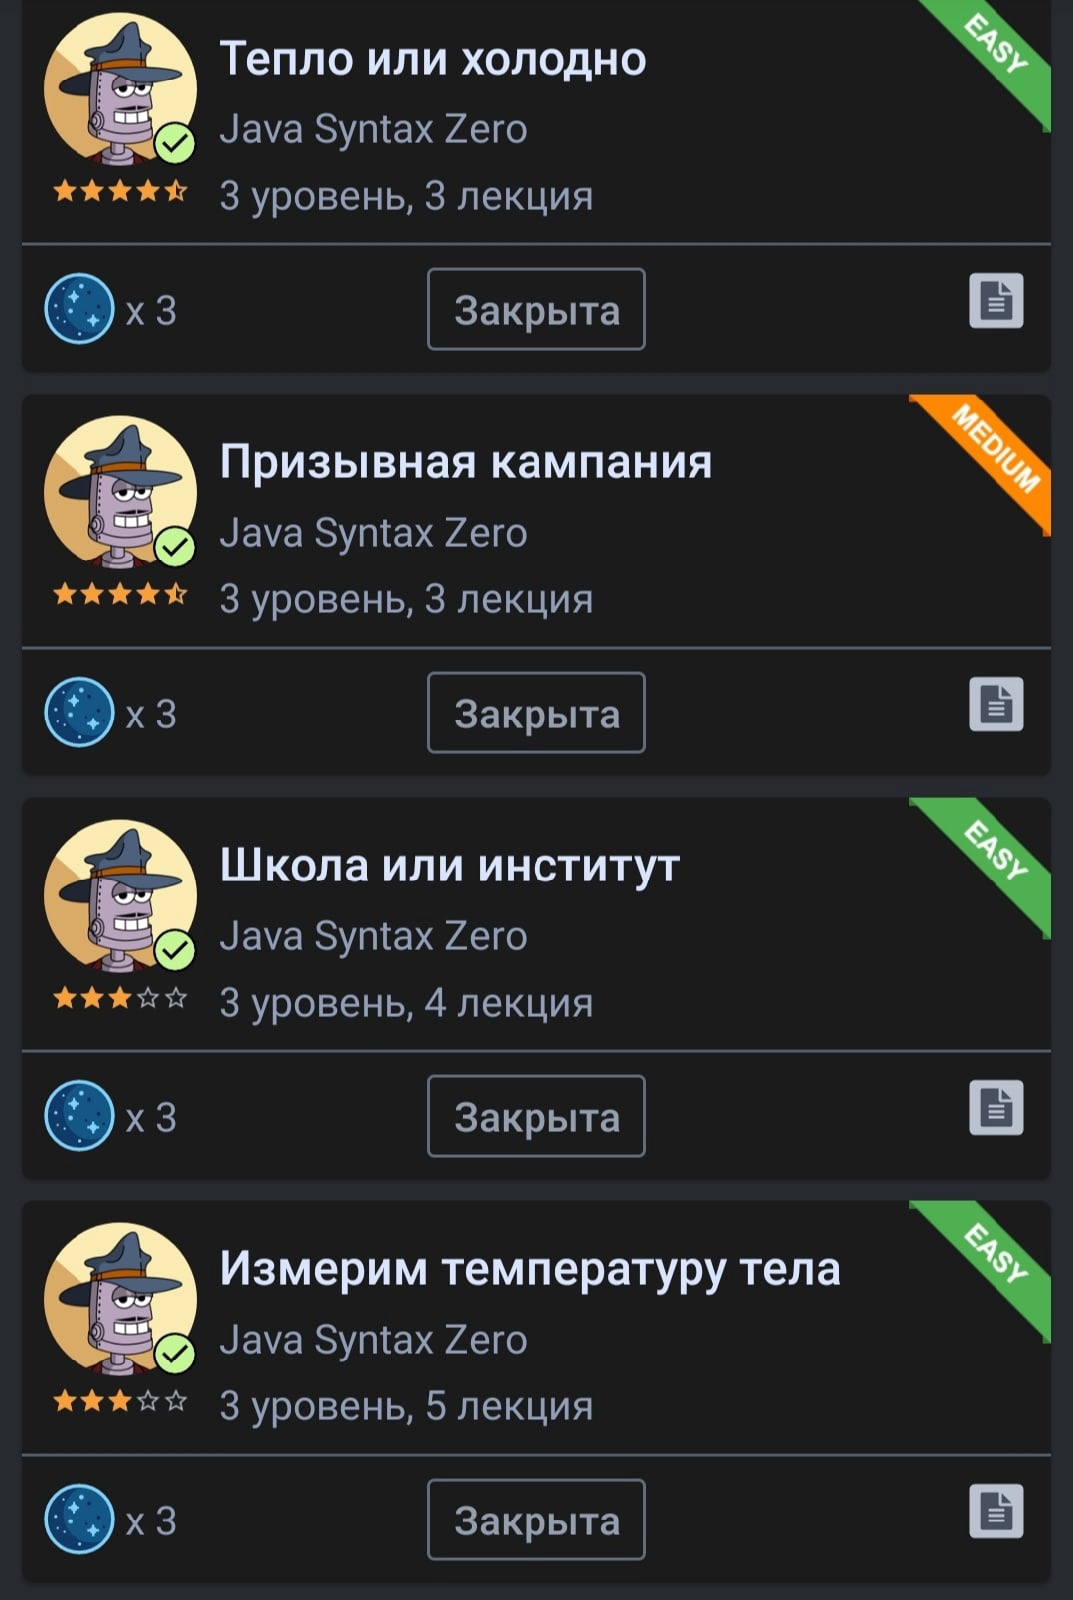 Тепло или холодно
EASY
Java Syntax Zero
3 уровень, 3 лекция
x 3
Закрыта
Призывная кампания
MEDIUM
Java Syntax Zero
3 уровень, 3 лекция
x 3
Закрыта
Школа или институт
EASY
Java Syntax Zero
3 уровень, 4 лекция
x 3
Закрыта
Измерим температуру тела
EASY
Java Syntax Zero
3 уровень, 5 лекция
x 3
Закрыта